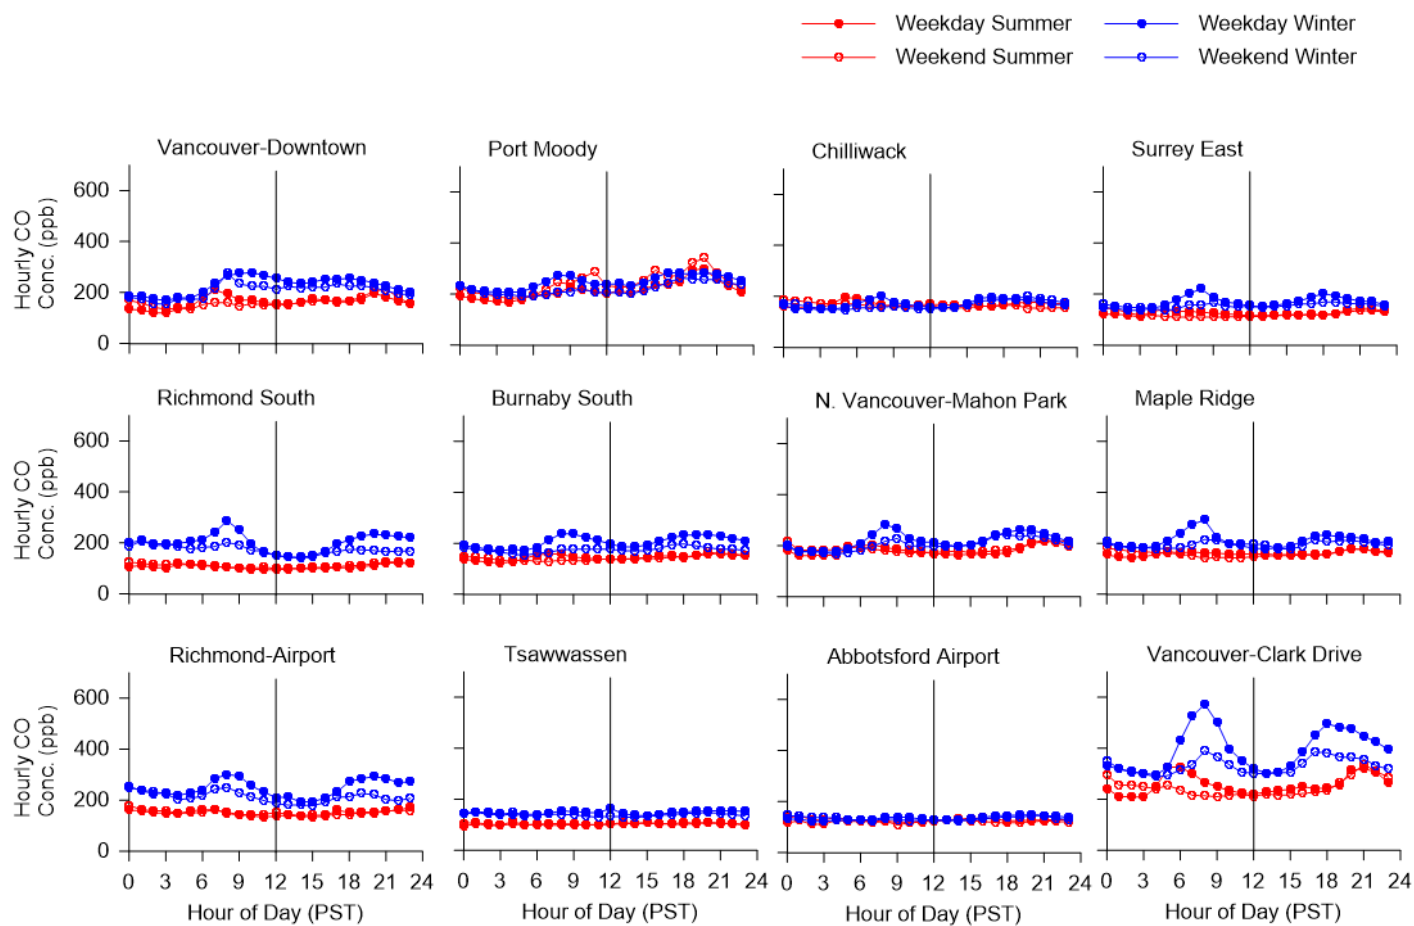 Weekday Summer Weekday Winter
Weekend Summer Weekend Winter
Vancouver-Downtown Port Moody Chilliwack Surrey East
Hourly CO
Conc. (ppb)
600
400
200
0
Richmond South Burnaby South N. Vancouver-Mahon Park Maple Ridge
Hourly CO
Conc. (ppb)
600
400
200
0
Richmond-Airport Tsawwassen Abbotsford Airport Vancouver-Clark Drive
Hourly CO
Conc. (ppb)
600
400
200
0
0 3 6 9 12 15 18 21 24 0 3 6 9 12 15 18 21 24 0 3 6 9 12 15 18 21 24 0 3 6 9 12 15 18 21 24
Hour of Day (PST) Hour of Day (PST) Hour of Day (PST) Hour of Day (PST)